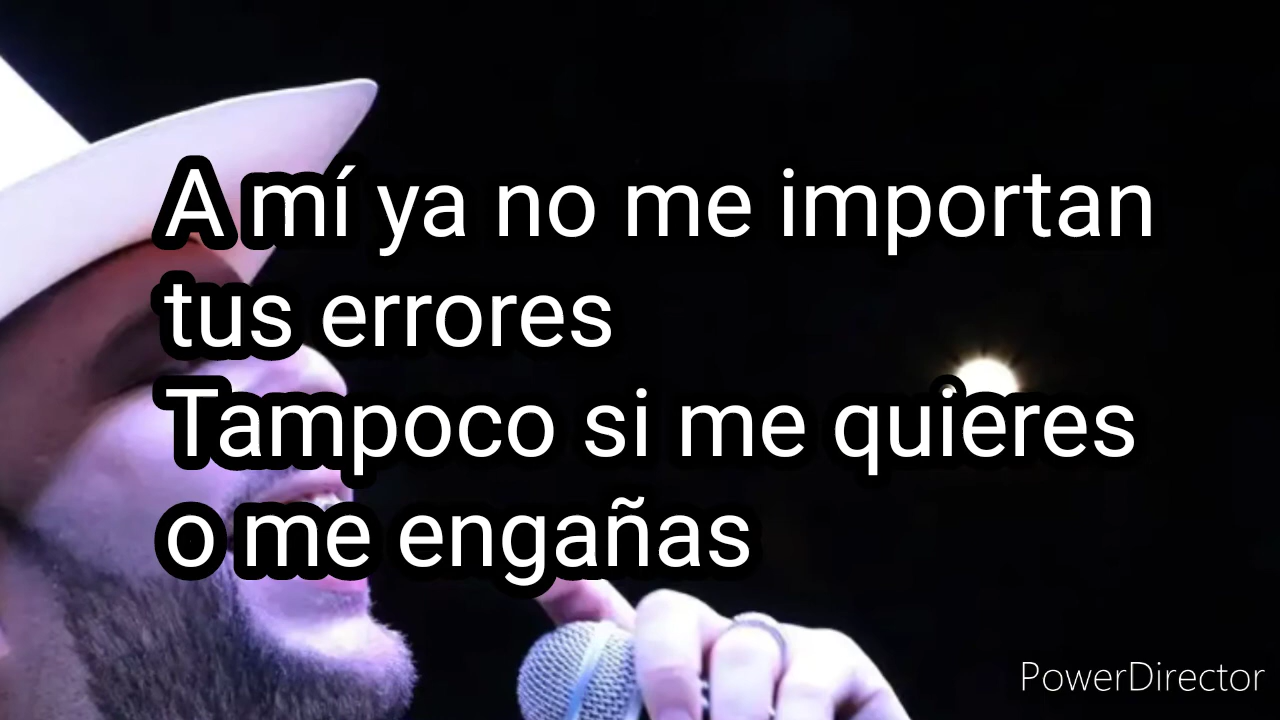 A mí ya no me importan
tus errores
Tampoco si me quieres
o me engañas
PowerDirector